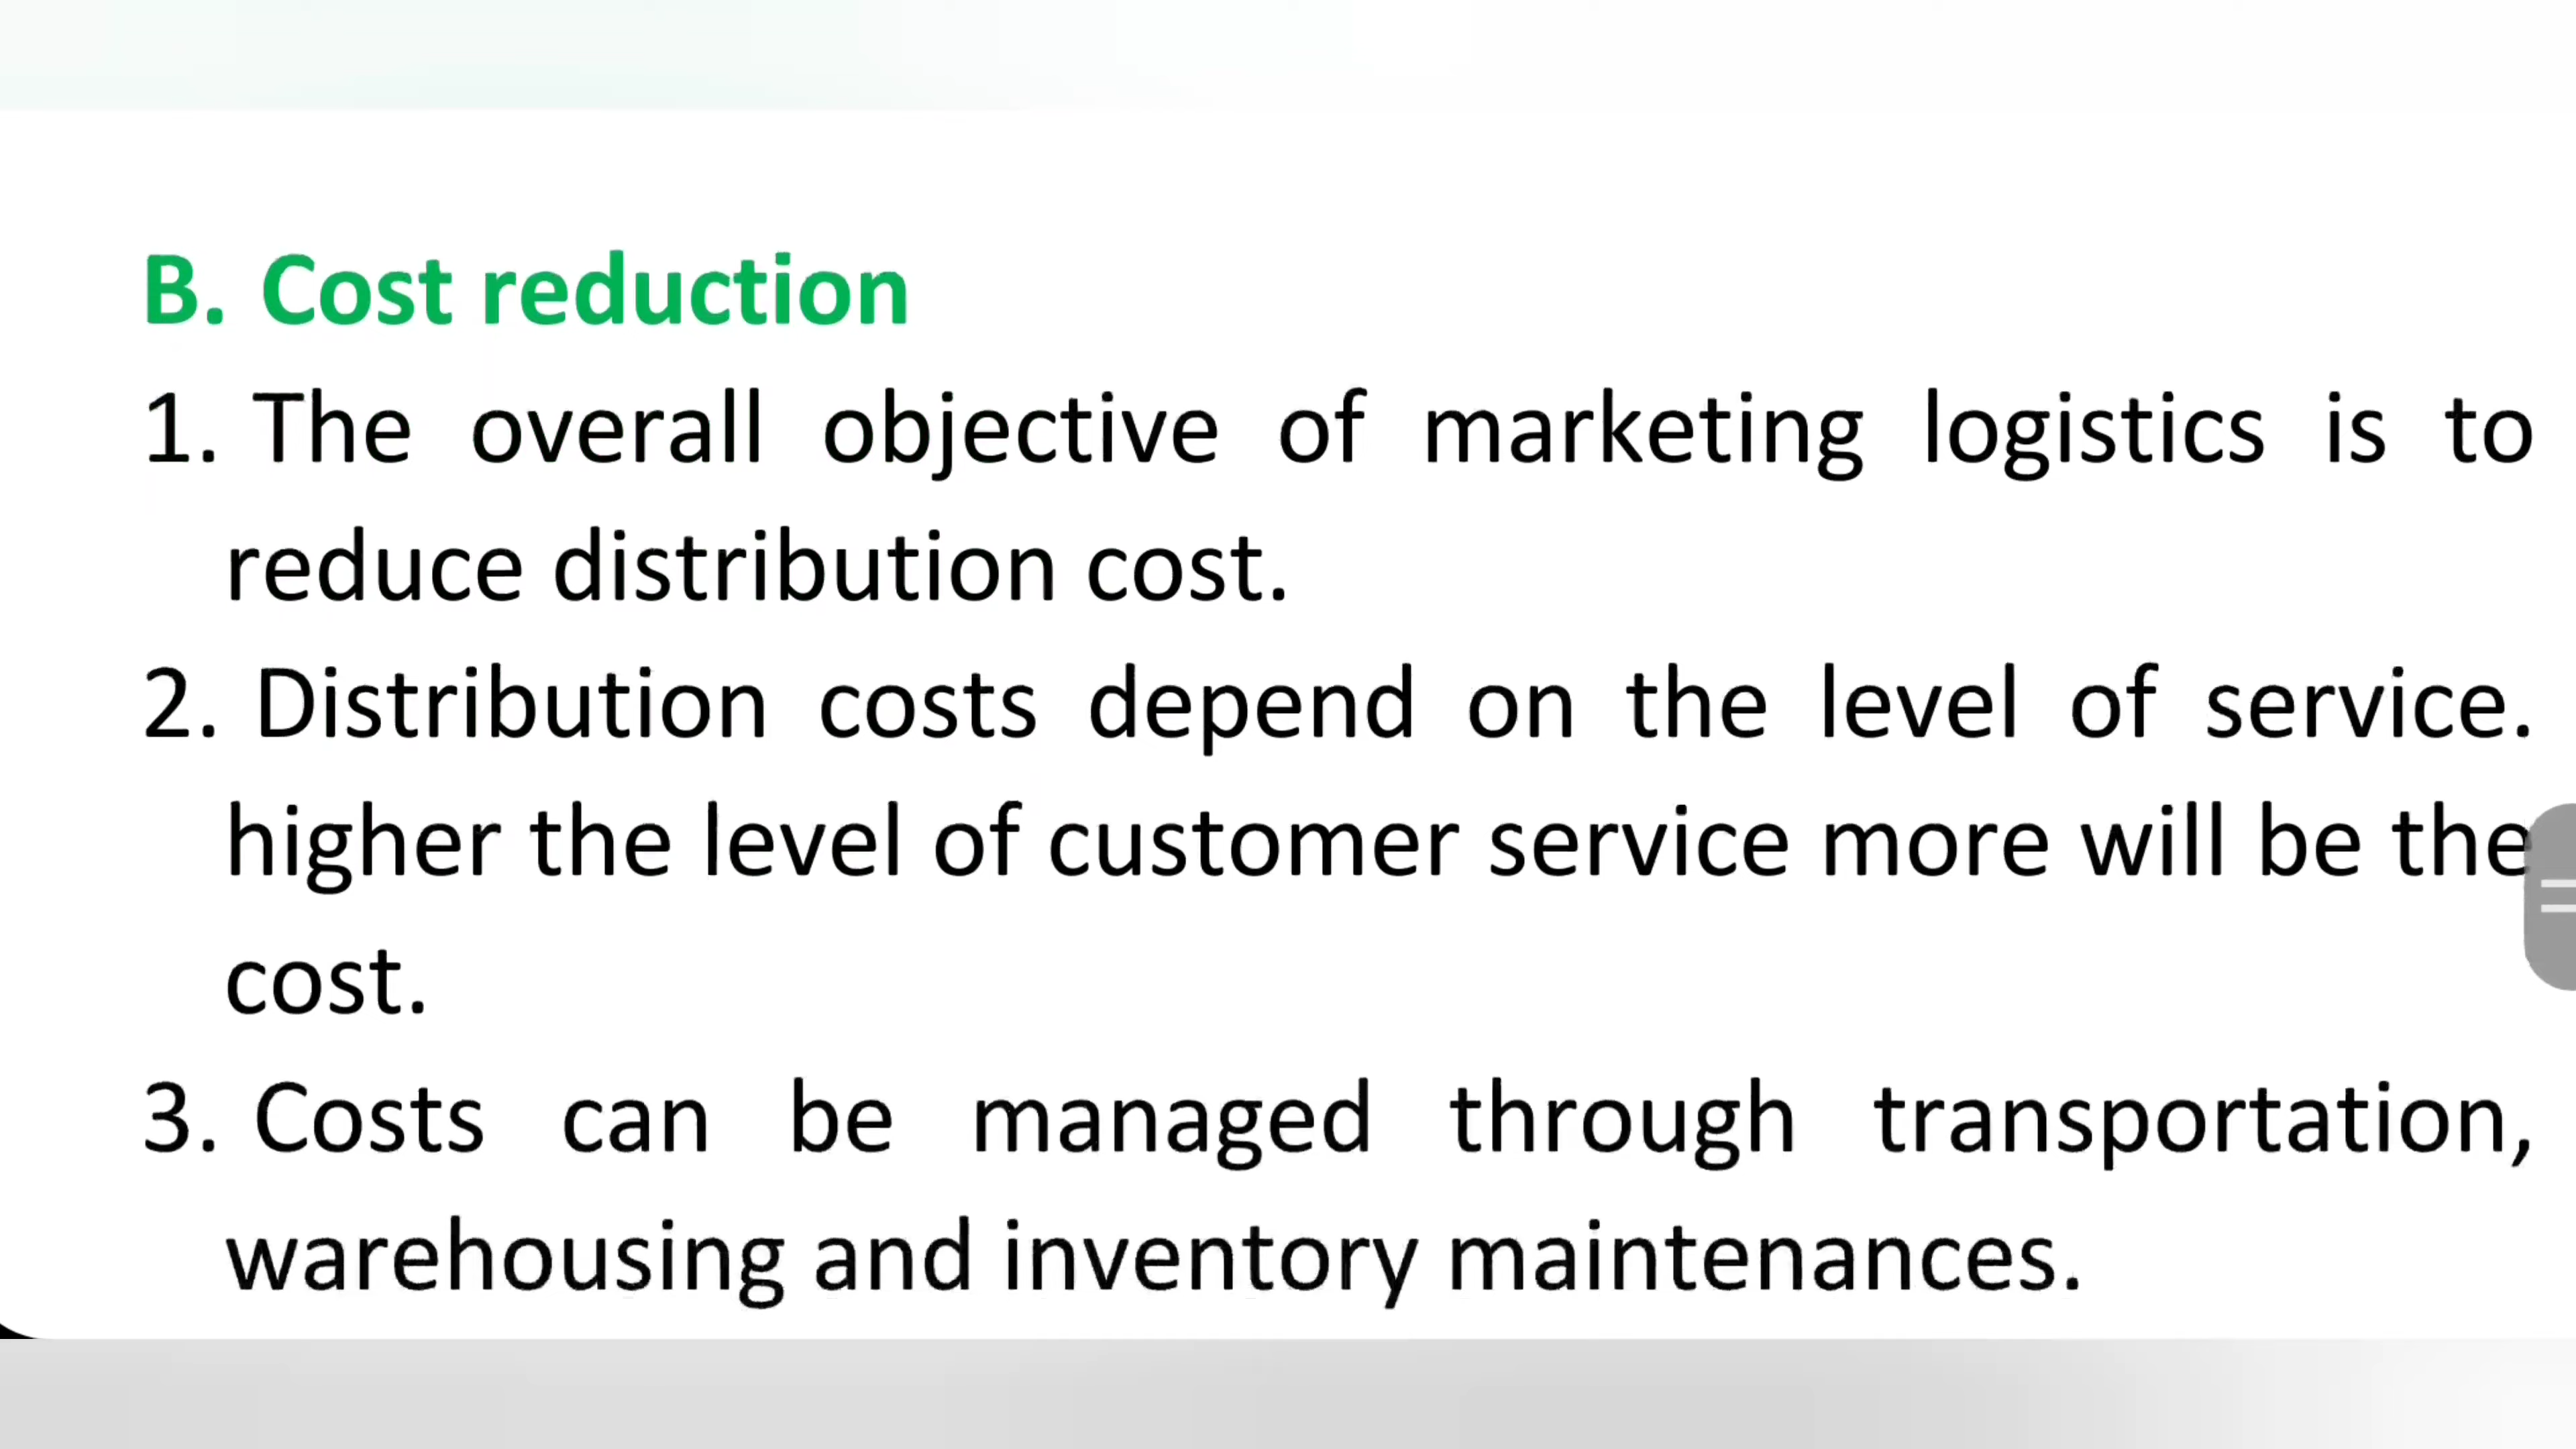 B. Cost reduction
1. The overall objective of marketing logistics is to
reduce distribution cost.
2. Distribution costs depend on the level of service.
higher the level of customer service more will be the
cost.
3. Costs can be managed through transportation,
warehousing and inventory maintenances.